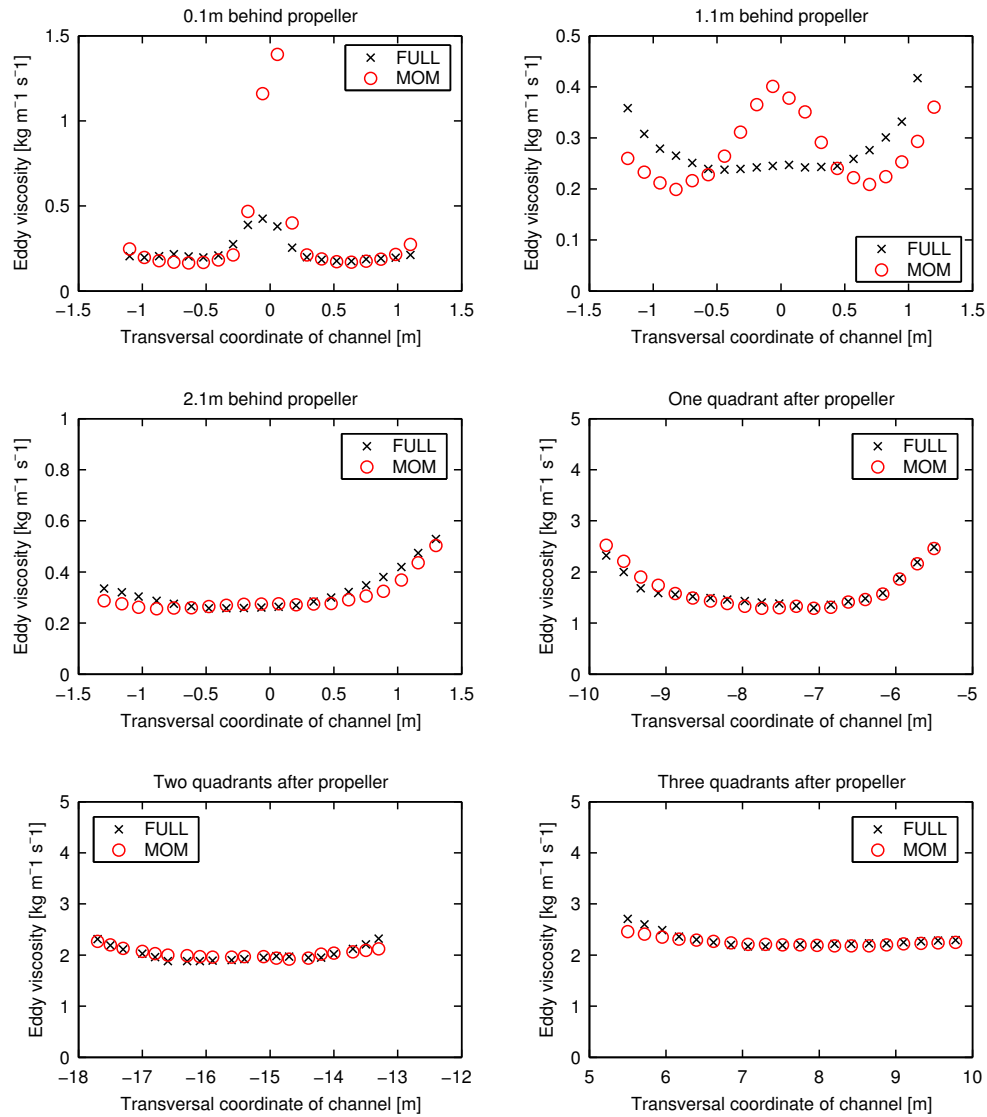 0.1m behind propeller
1.5
1
0.5
0
−1.5 −1 −0.5 0 0.5 1 1.5
Eddy viscosity [kg m−1 s−1]
Transversal coordinate of channel [m]
FULL
MOM
1.1m behind propeller
0.5
0.4
0.3
0.2
0.1
0
−1.5 −1 −0.5 0 0.5 1 1.5
Eddy viscosity [kg m−1 s−1]
Transversal coordinate of channel [m]
FULL
MOM
2.1m behind propeller
1
0.8
0.6
0.4
0.2
0
−1.5 −1 −0.5 0 0.5 1 1.5
Eddy viscosity [kg m−1 s−1]
Transversal coordinate of channel [m]
FULL
MOM
One quadrant after propeller
5
4
3
2
1
0
−10 −9 −8 −7 −6 −5
Eddy viscosity [kg m−1 s−1]
Transversal coordinate of channel [m]
FULL
MOM
Two quadrants after propeller
5
4
3
2
1
0
−18 −17 −16 −15 −14 −13 −12
Eddy viscosity [kg m−1 s−1]
Transversal coordinate of channel [m]
FULL
MOM
Three quadrants after propeller
5
4
3
2
1
0
5 6 7 8 9 10
Eddy viscosity [kg m−1 s−1]
Transversal coordinate of channel [m]
FULL
MOM